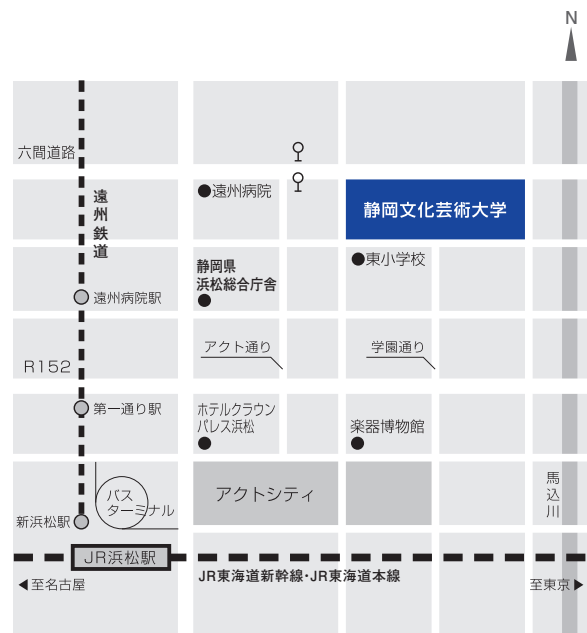 N
六間道路
遠州病院
静岡文化芸術大学
遠州鉄道
静岡県
浜松総合庁舎
東小学校
遠州病院駅
アクト通り
学園通り
R152
第一通り駅
ホテルクラウン
パレス浜松
楽器博物館
バス
ターミナル
アクトシティ
馬込川
新浜松駅
JR浜松駅
JR東海道新幹線・JR東海道本線
◀至名古屋
至東京▶